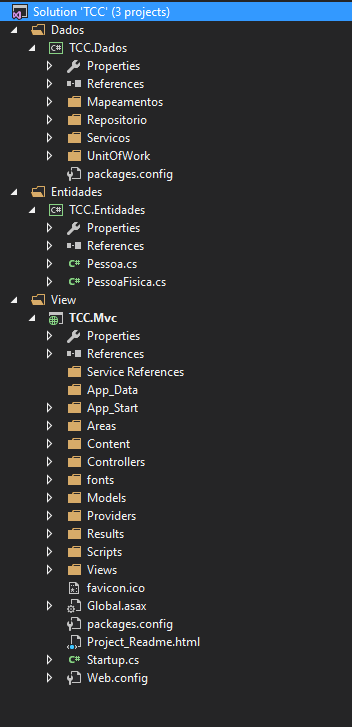 Solution 'TCC' (3 projects)
Dados
C# TCC.Dados
Properties
References
Mapeamentos
Repositorio
Servicos
UnitOfWork
packages.config
Entidades
C# TCC.Entidades
Properties
References
C# Pessoa.cs
C# PessoaFisica.cs
View
TCC.Mvc
Properties
References
Service References
App_Data
App_Start
Areas
Content
Controllers
fonts
Models
Providers
Results
Scripts
Views
favicon.ico
Global.asax
packages.config
Project_Readme.html
C# Startup.cs
Web.config